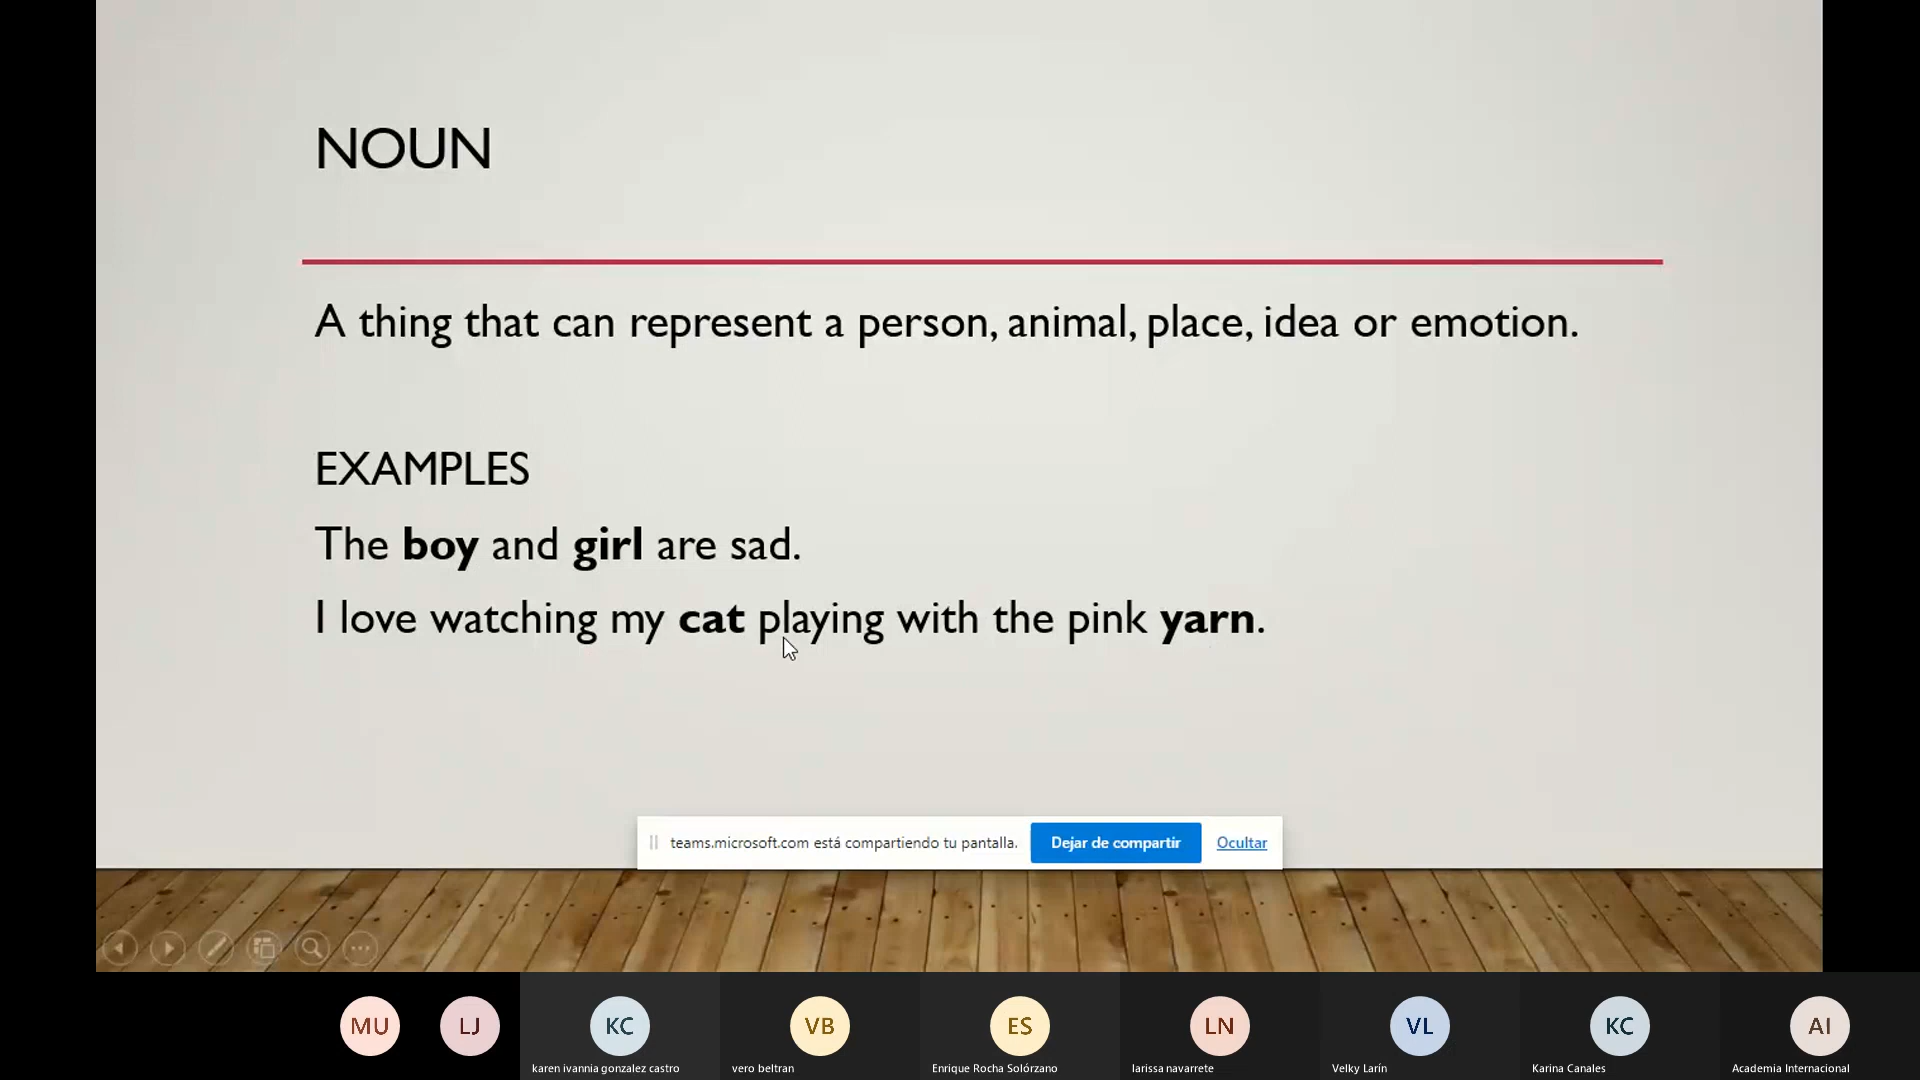 NOUN
A thing that can represent a person, animal, place, idea or emotion.
EXAMPLES
The boy and girl are sad.
I love watching my cat playing with the pink yarn.
teams.microsoft.com está compartiendo tu pantalla. Dejar de compartir Ocultar
MU LJ KC VB ES LN VL KC AI
karen ivannia gonzalez castro vero beltran Enrique Rocha Solórzano larissa navarrete Velky Larín Karina Canales Academia Internacional